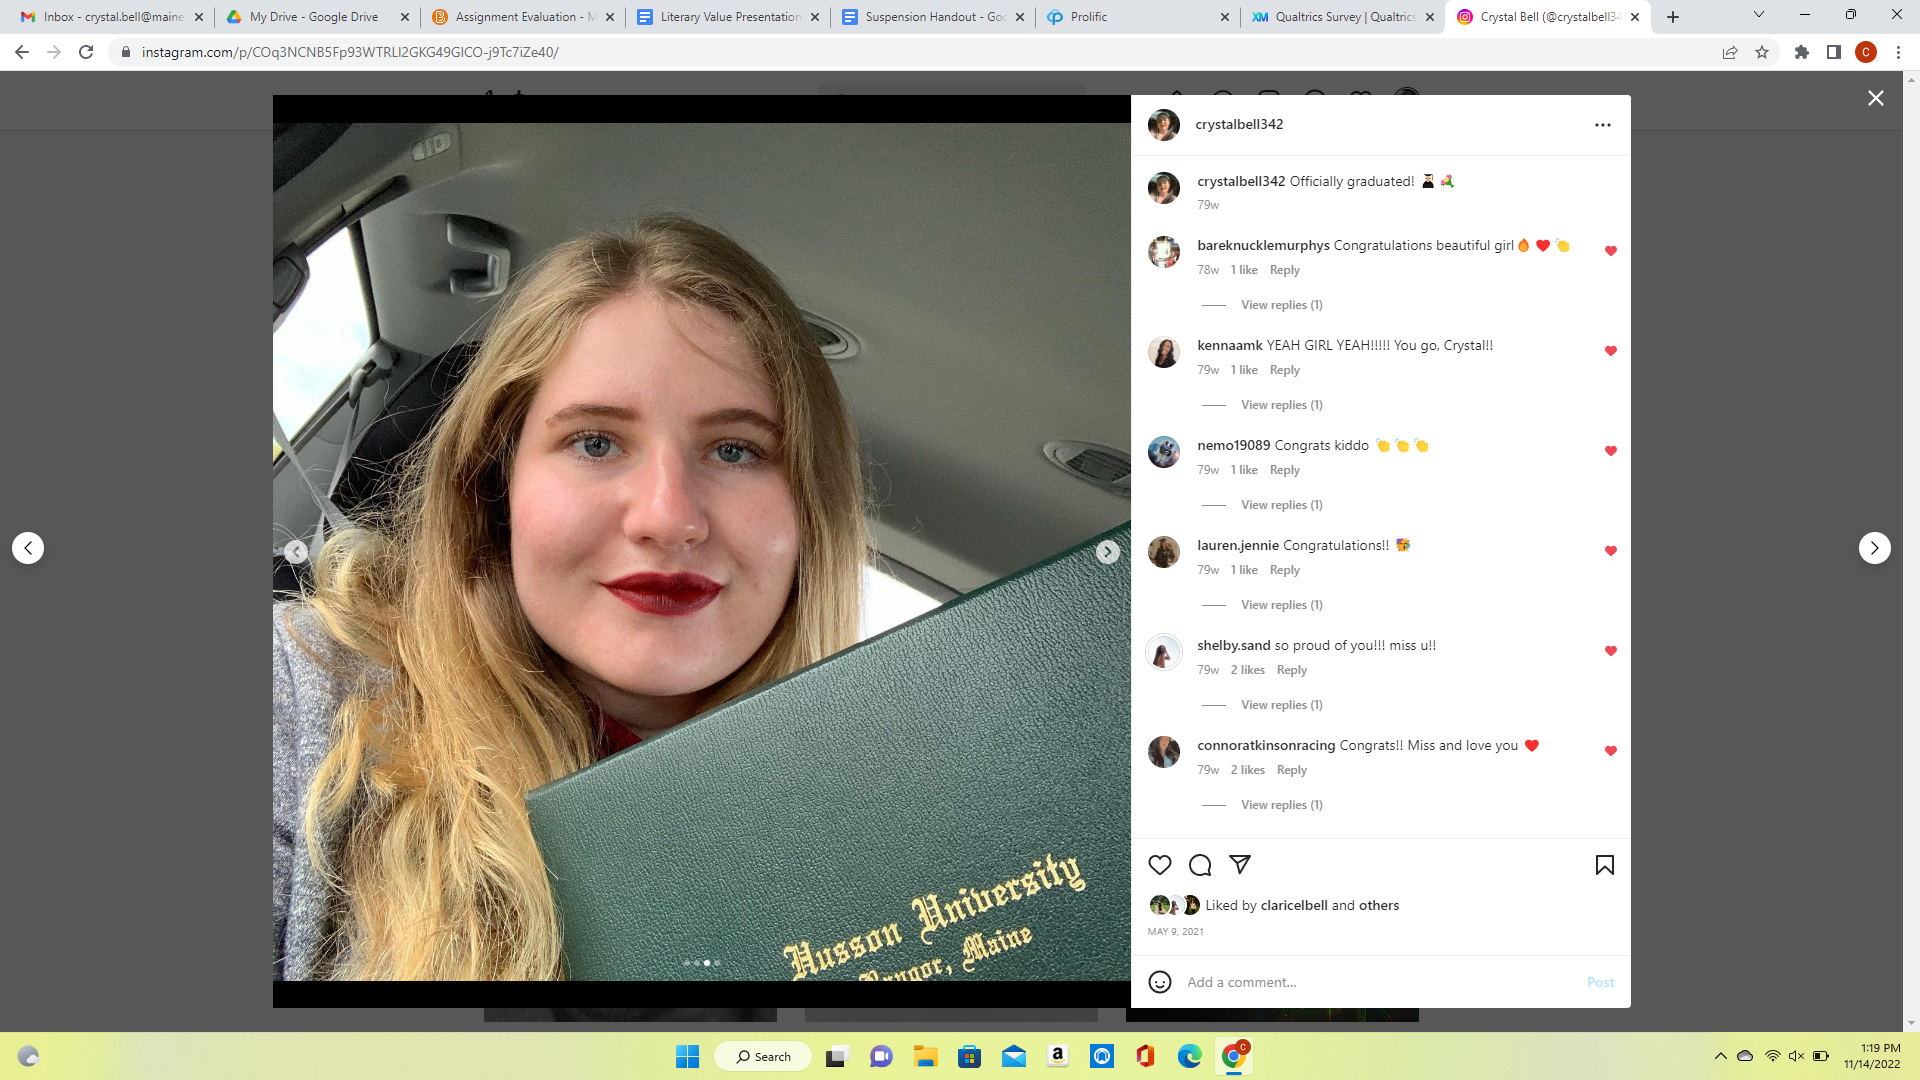 Inbox - crystal.bell@maine.
My Drive - Google Drive
Assignment Evaluation - M
Literary Value Presentation
Suspension Handout - Goo
Prolific
Qualtrics Survey | Qualtrics
Crystal Bell (@crystalbell34
instagram.com/p/COq3NCNB5Fp93WTRLI2GKG49GICO-j9Tc7iZe40/
C
crystalbell342
crystalbell342 Officially graduated! 👨‍🎓 💐
79w
bareknucklemurphys Congratulations beautiful girl🔥 ❤️ 👏
78w 1 like Reply
View replies (1)
kennaamk YEAH GIRL YEAH!!!!! You go, Crystal!!
79w 1 like Reply
View replies (1)
nemo19089 Congrats kiddo 👏 👏 👏
79w 1 like Reply
View replies (1)
lauren.jennie Congratulations!! 🥳
79w 1 like Reply
View replies (1)
shelby.sand so proud of you!!! miss u!!
79w 2 likes Reply
View replies (1)
connoratkinsonracing Congrats!! Miss and love you ❤️
79w 2 likes Reply
View replies (1)
Liked by claricelbell and others
MAY 9, 2021
Add a comment...
Post
Husson University
Bangor, Maine
Search
C
1:19 PM
11/14/2022